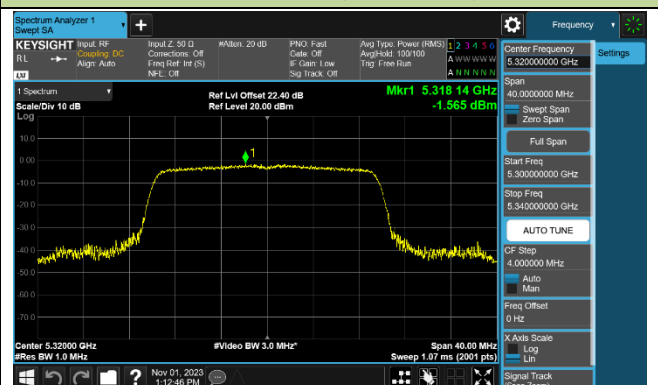 Spectrum Analyzer 1
Swept SA
+
Frequency
KEYSIGHT
Input: RF
Coupling: DC
Align: Auto
Input Z: 50 Ω
Corrections: Off
Freq Ref: Int (S)
NFE: Off
#Atten: 20 dB
PNO: Fast
Gate: Off
IF Gain: Low
Sig Track: Off
Avg Type: Power (RMS)
Avg|Hold: 100/100
Trig: Free Run
1 2 3 4 5 6
A W W W W W
A N N N N N
RL
LXI
1 Spectrum
Scale/Div 10 dB
Log
Ref Lvl Offset 22.40 dB
Ref Level 20.00 dBm
Mkr1 5.318 14 GHz
-1.565 dBm
1
10.0
0.00
-10.0
-20.0
-30.0
-40.0
-50.0
-60.0
-70.0
Center 5.32000 GHz
#Res BW 1.0 MHz
#Video BW 3.0 MHz*
Span 40.00 MHz
Sweep 1.07 ms (2001 pts)
?
Nov 01, 2023
1:12:46 PM
Settings
Center Frequency
5.320000000 GHz
Span
40.0000000 MHz
Swept Span
Zero Span
Full Span
Start Freq
5.300000000 GHz
Stop Freq
5.340000000 GHz
AUTO TUNE
CF Step
4.000000 MHz
Auto
Man
Freq Offset
0 Hz
X Axis Scale
Log
Lin
Signal Track